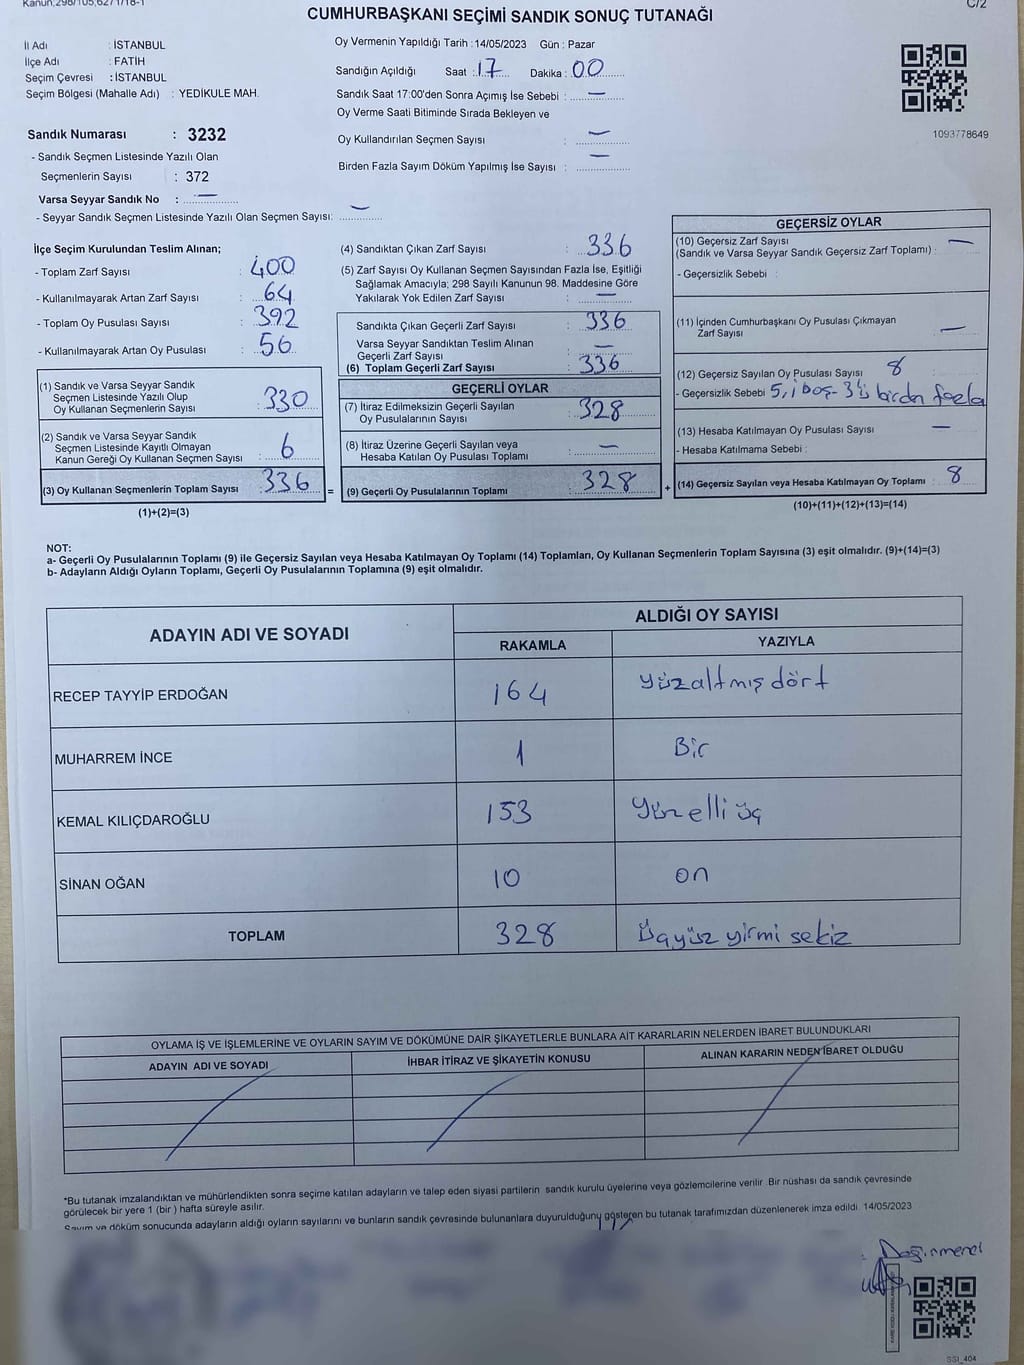 Kanun,298/105,6271/18-1
C/2
CUMHURBAŞKANI SEÇİMİ SANDIK SONUÇ TUTANAĞI
İl Adı : İSTANBUL
İlçe Adı : FATİH
Seçim Çevresi : İSTANBUL
Seçim Bölgesi (Mahalle Adı) : YEDİKULE MAH.
Oy Vermenin Yapıldığı Tarih : 14/05/2023 Gün : Pazar
Sandığın Açıldığı Saat : 17 Dakika : 00
Sandık Saat 17:00'den Sonra Açımış İse Sebebi : —
Oy Verme Saati Bitiminde Sırada Bekleyen ve
Oy Kullandırılan Seçmen Sayısı : —
Birden Fazla Sayım Döküm Yapılmış İse Sayısı : —
1093778649
Sandık Numarası : 3232
- Sandık Seçmen Listesinde Yazılı Olan
Seçmenlerin Sayısı : 372
Varsa Seyyar Sandık No : —
- Seyyar Sandık Seçmen Listesinde Yazılı Olan Seçmen Sayısı: —
İlçe Seçim Kurulundan Teslim Alınan;
- Toplam Zarf Sayısı : 400
- Kullanılmayarak Artan Zarf Sayısı : 64
- Toplam Oy Pusulası Sayısı : 392
- Kullanılmayarak Artan Oy Pusulası : 56
(1) Sandık ve Varsa Seyyar Sandık
Seçmen Listesinde Yazılı Olup
Oy Kullanan Seçmenlerin Sayısı : 330
(2) Sandık ve Varsa Seyyar Sandık
Seçmen Listesinde Kayıtlı Olmayan
Kanun Gereği Oy Kullanan Seçmen Sayısı : 6
(3) Oy Kullanan Seçmenlerin Toplam Sayısı : 336 =
(1)+(2)=(3)
(4) Sandıktan Çıkan Zarf Sayısı : 336
(5) Zarf Sayısı Oy Kullanan Seçmen Sayısından Fazla İse, Eşitliği
Sağlamak Amacıyla; 298 Sayılı Kanunun 98. Maddesine Göre
Yakılarak Yok Edilen Zarf Sayısı : —
Sandıkta Çıkan Geçerli Zarf Sayısı : 336
Varsa Seyyar Sandıktan Teslim Alınan
Geçerli Zarf Sayısı : —
(6) Toplam Geçerli Zarf Sayısı : 336
GEÇERLİ OYLAR
(7) İtiraz Edilmeksizin Geçerli Sayılan
Oy Pusulalarının Sayısı : 328
(8) İtiraz Üzerine Geçerli Sayılan veya
Hesaba Katılan Oy Pusulası Toplamı : —
(9) Geçerli Oy Pusulalarının Toplamı : 328 +
GEÇERSİZ OYLAR
(10) Geçersiz Zarf Sayısı
(Sandık ve Varsa Seyyar Sandık Geçersiz Zarf Toplamı) : —
- Geçersizlik Sebebi :
(11) İçinden Cumhurbaşkanı Oy Pusulası Çıkmayan
Zarf Sayısı —
(12) Geçersiz Sayılan Oy Pusulası Sayısı 8
- Geçersizlik Sebebi 5,i boş- 3'ü birden fazla
(13) Hesaba Katılmayan Oy Pusulası Sayısı —
- Hesaba Katılmama Sebebi :
(14) Geçersiz Sayılan veya Hesaba Katılmayan Oy Toplamı : 8
(10)+(11)+(12)+(13)=(14)
NOT:
a- Geçerli Oy Pusulalarının Toplamı (9) ile Geçersiz Sayılan veya Hesaba Katılmayan Oy Toplamı (14) Toplamları, Oy Kullanan Seçmenlerin Toplam Sayısına (3) eşit olmalıdır. (9)+(14)=(3)
b- Adayların Aldığı Oyların Toplamı, Geçerli Oy Pusulalarının Toplamına (9) eşit olmalıdır.
ADAYIN ADI VE SOYADI ALDIĞI OY SAYISI
RAKAMLA YAZIYLA
RECEP TAYYİP ERDOĞAN 164 yüzaltmış dört
MUHARREM İNCE 1 Bir
KEMAL KILIÇDAROĞLU 153 Yüzelli üç
SİNAN OĞAN 10 on
TOPLAM 328 Üçyüz yirmi sekiz
OYLAMA İŞ VE İŞLEMLERİNE VE OYLARIN SAYIM VE DÖKÜMÜNE DAİR ŞİKAYETLERLE BUNLARA AİT KARARLARIN NELERDEN İBARET BULUNDUKLARI
ADAYIN ADI VE SOYADI İHBAR İTİRAZ VE ŞİKAYETİN KONUSU ALINAN KARARIN NEDEN İBARET OLDUĞU
*Bu tutanak imzalandıktan ve mühürlendikten sonra seçime katılan adayların ve talep eden siyasi partilerin sandık kurulu üyelerine veya gözlemcilerine verilir. Bir nüshası da sandık çevresinde
görülecek bir yere 1 (bir ) hafta süreyle asılır.
Sayım ve döküm sonucunda adayların aldığı oyların sayılarını ve bunların sandık çevresinde bulunanlara duyurulduğunu gösteren bu tutanak tarafımızdan düzenlenerek imza edildi. 14/05/2023
SSİ_404